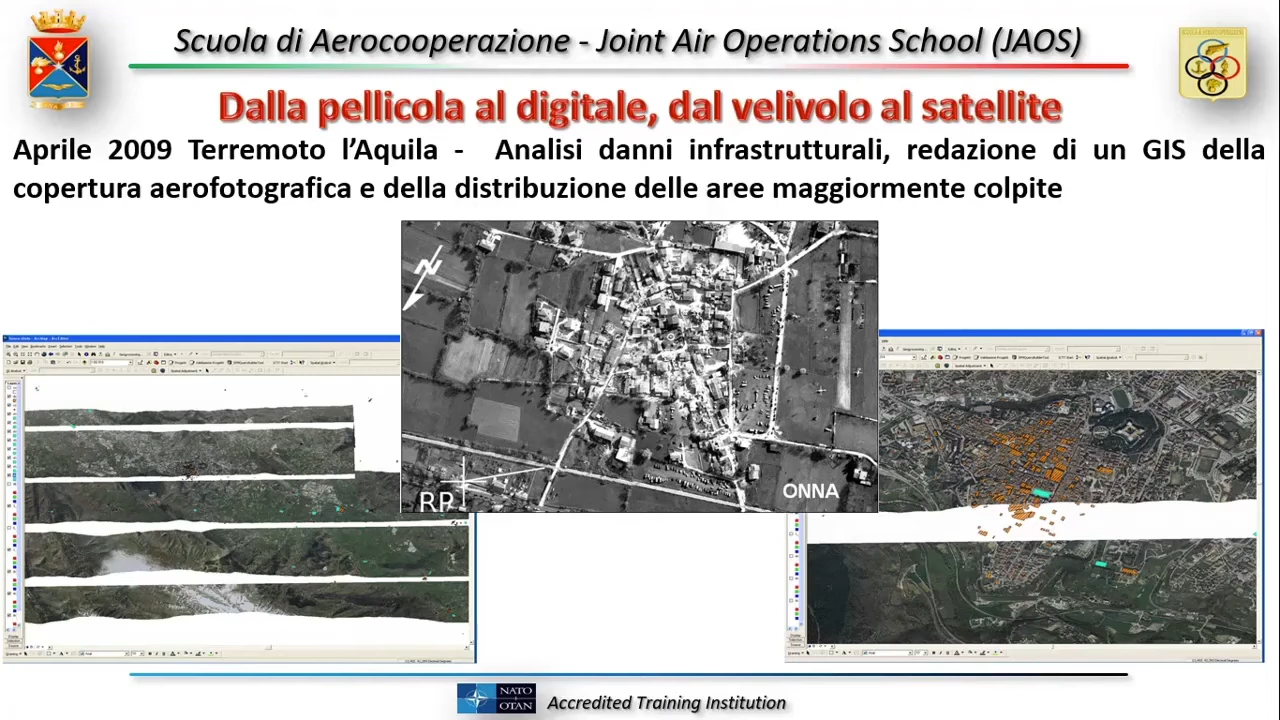 Scuola di Aerocooperazione - Joint Air Operations School (JAOS)
Dalla pellicola al digitale, dal velivolo al satellite
Aprile 2009 Terremoto l’Aquila - Analisi danni infrastrutturali, redazione di un GIS della
copertura aerofotografica e della distribuzione delle aree maggiormente colpite
RP
ONNA
NATO
OTAN
Accredited Training Institution